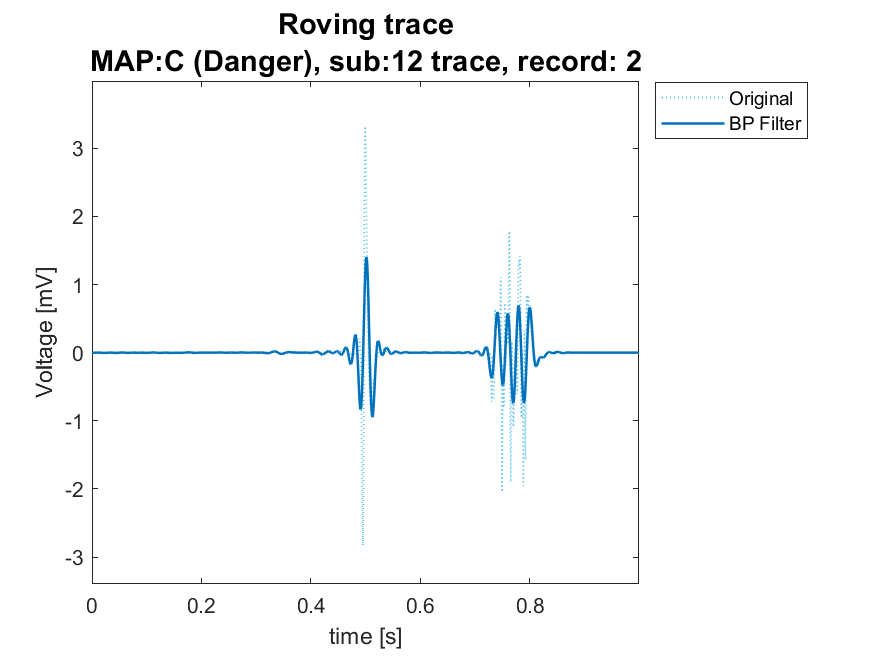 Roving trace
MAP:C (Danger), sub:12 trace, record: 2
Original
BP Filter
3
2
1
0
-1
-2
-3
Voltage [mV]
0 0.2 0.4 0.6 0.8
time [s]